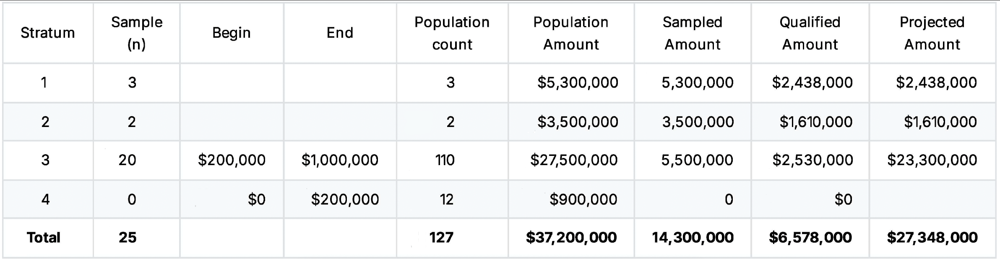 Stratum Sample (n) Begin End Population count Population Amount Sampled Amount Qualified Amount Projected Amount
1 3 3 $5,300,000 5,300,000 $2,438,000 $2,438,000
2 2 2 $3,500,000 3,500,000 $1,610,000 $1,610,000
3 20 $200,000 $1,000,000 110 $27,500,000 5,500,000 $2,530,000 $23,300,000
4 0 $0 $200,000 12 $900,000 0 $0
Total 25 127 $37,200,000 14,300,000 $6,578,000 $27,348,000